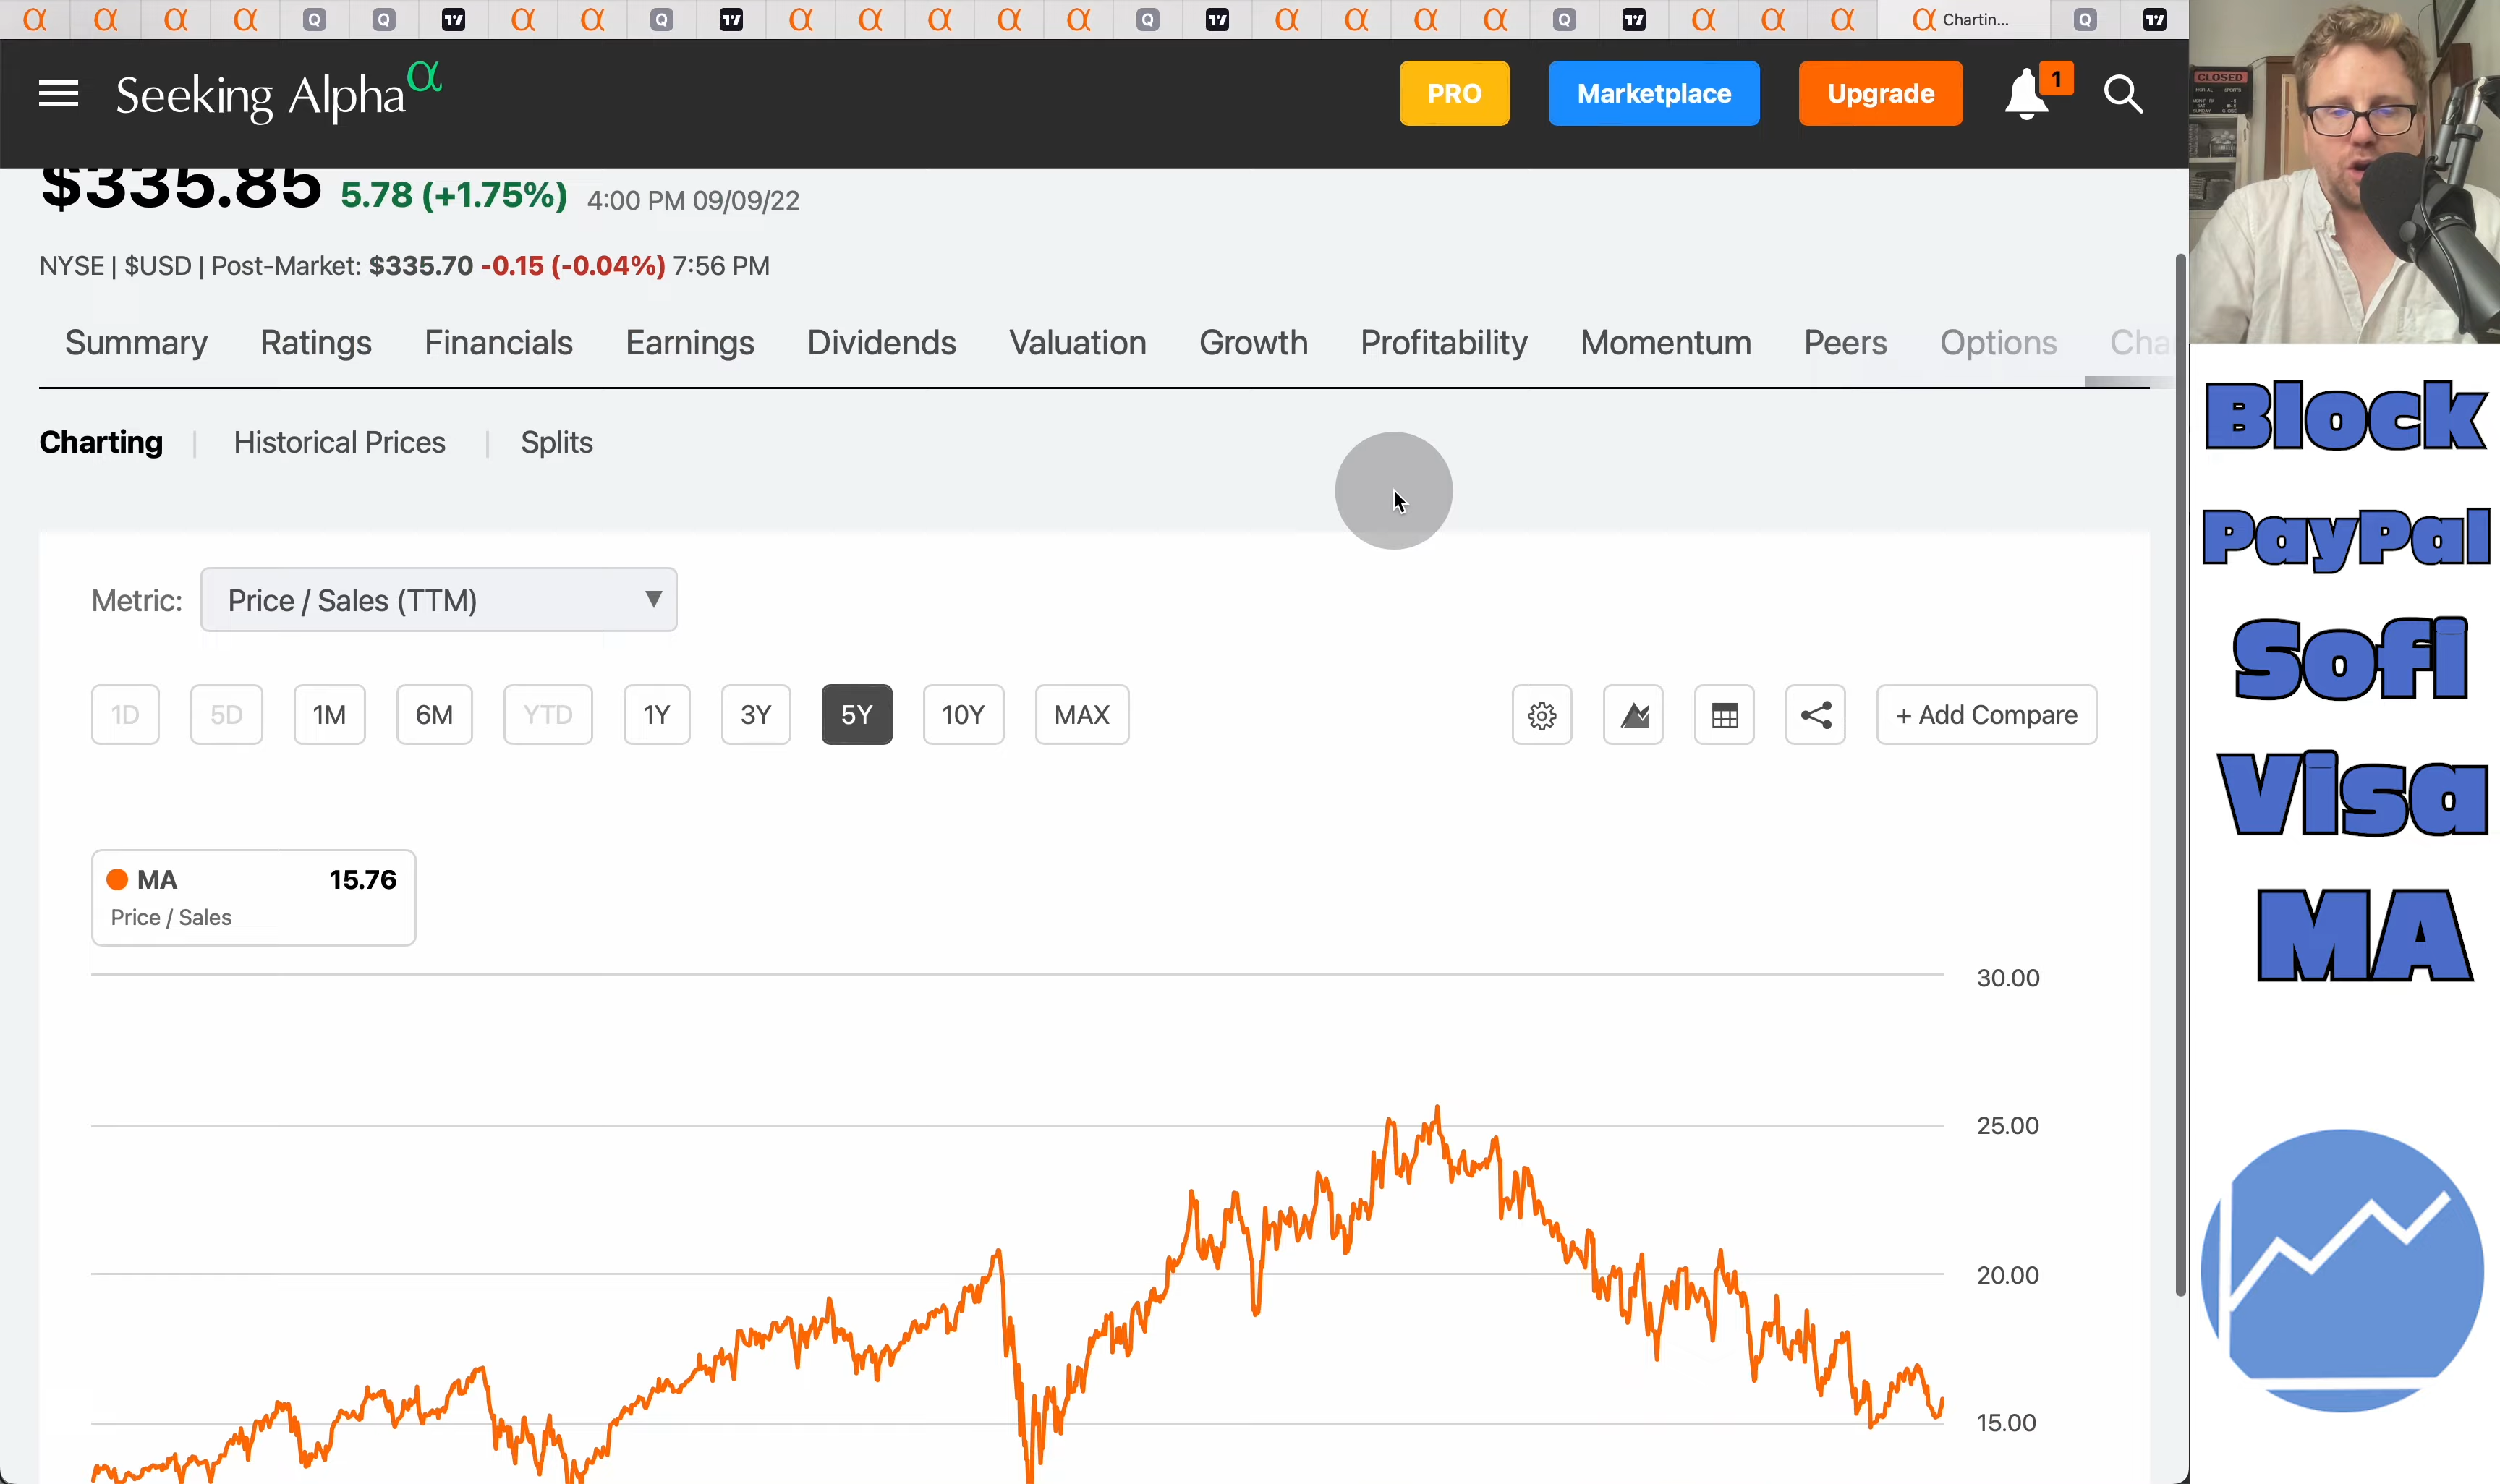 Chartin...
Seeking Alpha α
PRO
Marketplace
Upgrade
1
$335.85 5.78 (+1.75%) 4:00 PM 09/09/22
NYSE | $USD | Post-Market: $335.70 -0.15 (-0.04%) 7:56 PM
Summary Ratings Financials Earnings Dividends Valuation Growth Profitability Momentum Peers Options Cha
Charting | Historical Prices | Splits
Metric: Price / Sales (TTM)
1D 5D 1M 6M YTD 1Y 3Y 5Y 10Y MAX
+ Add Compare
MA 15.76
Price / Sales
30.00
25.00
20.00
15.00
CLOSED
Block
PayPal
Sofi
Visa
MA